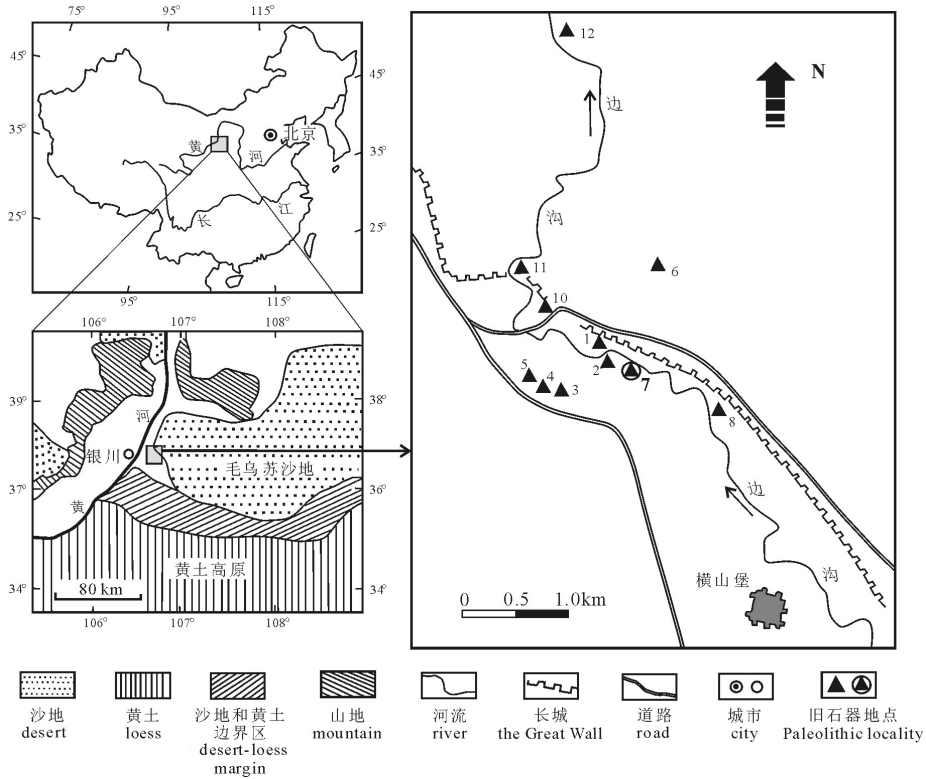 75°
95°
115°
135°
45°
45°
35°
35°
25°
25°
95°
115°
北京
黄
河
长
江
106°
107°
108°
39°
38°
37°
36°
34°
34°
河
银川
毛乌苏沙地
黄
黄土高原
80 km
106°
107°
108°
12
N
边
沟
11
6
10
1
2
7
5
4
3
8
边
沟
横山堡
0 0.5 1.0km
沙地
desert
黄土
loess
沙地和黄土
边界区
desert-loess
margin
山地
mountain
河流
river
长城
the Great Wall
道路
road
城市
city
旧石器地点
Paleolithic locality